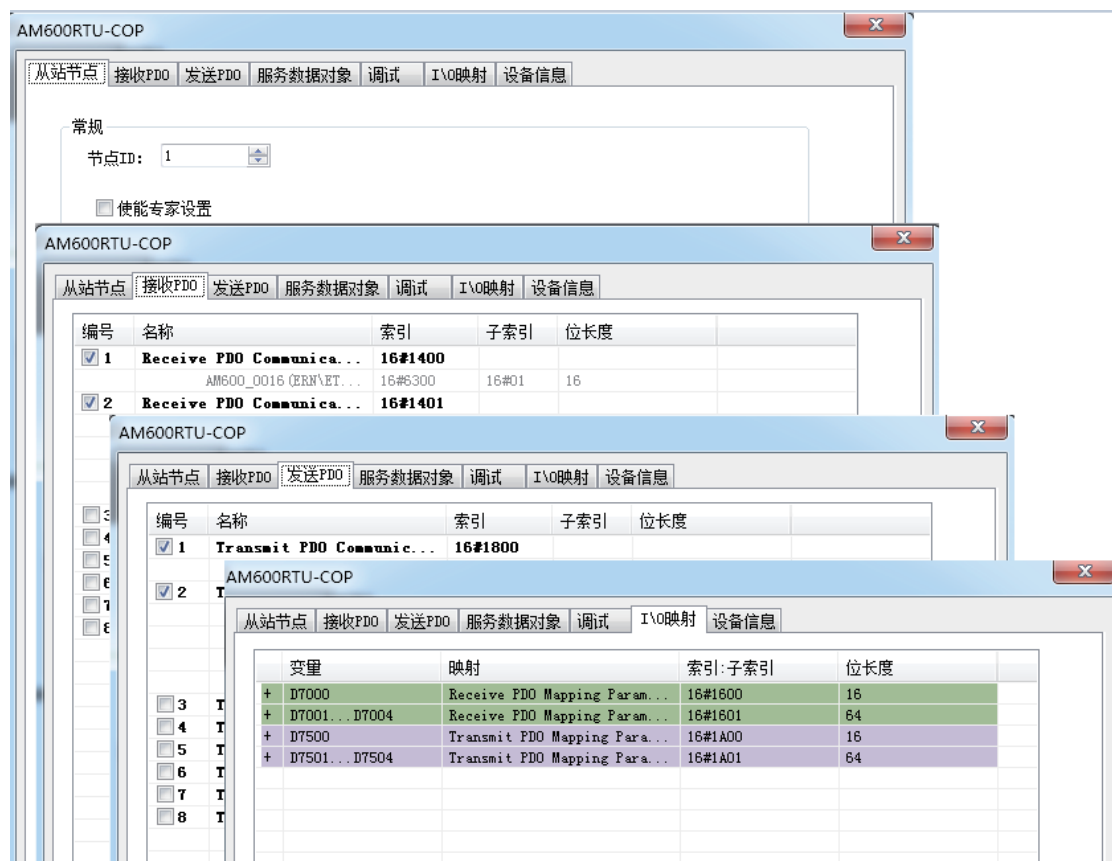 AM600RTU-COP
从站节点 接收PDO 发送PDO 服务数据对象 调试 I\O映射 设备信息
常规
节点ID: 1
使能专家设置
AM600RTU-COP
从站节点 接收PDO 发送PDO 服务数据对象 调试 I\O映射 设备信息
编号 名称 索引 子索引 位长度
1 Receive PDO Communica... 16#1400
AM600_0016(ERN\ET... 16#6300 16#01 16
2 Receive PDO Communica... 16#1401
AM600RTU-COP
从站节点 接收PDO 发送PDO 服务数据对象 调试 I\O映射 设备信息
编号 名称 索引 子索引 位长度
1 Transmit PDO Communic... 16#1800
2 T
3 T
4 T
5 T
6 T
7 T
8 T
AM600RTU-COP
从站节点 接收PDO 发送PDO 服务数据对象 调试 I\O映射 设备信息
变量 映射 索引:子索引 位长度
+ D7000 Receive PDO Mapping Param... 16#1600 16
+ D7001...D7004 Receive PDO Mapping Param... 16#1601 64
+ D7500 Transmit PDO Mapping Para... 16#1A00 16
+ D7501...D7504 Transmit PDO Mapping Para... 16#1A01 64